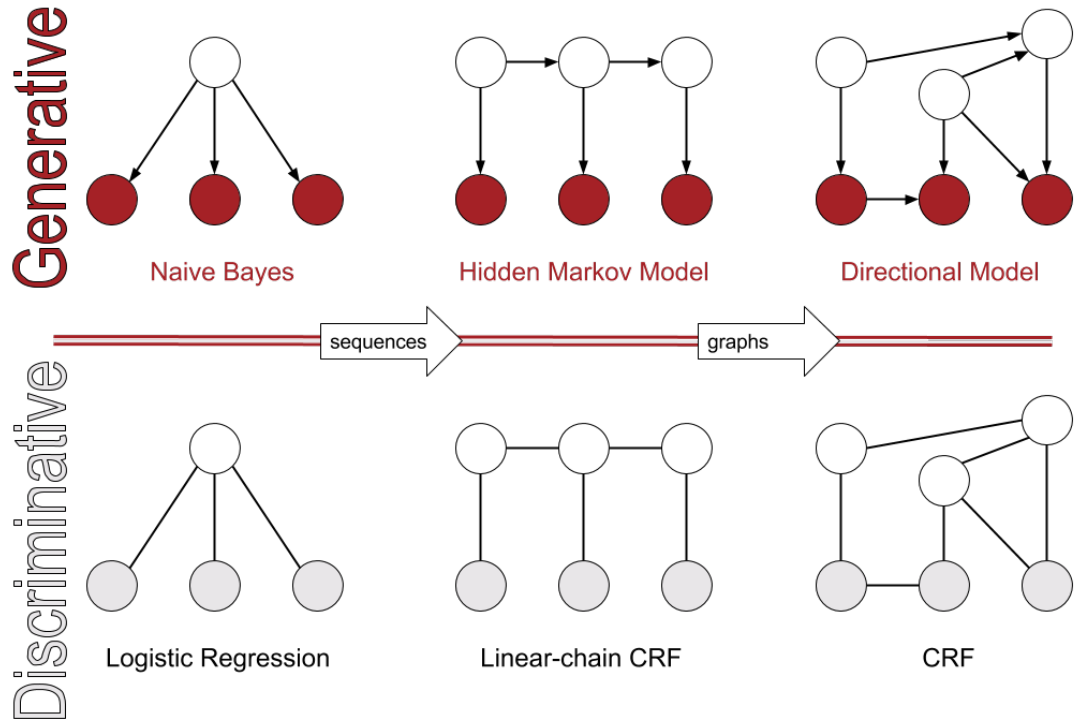 Generative
Naive Bayes
Hidden Markov Model
Directional Model
sequences
graphs
Discriminative
Logistic Regression
Linear-chain CRF
CRF